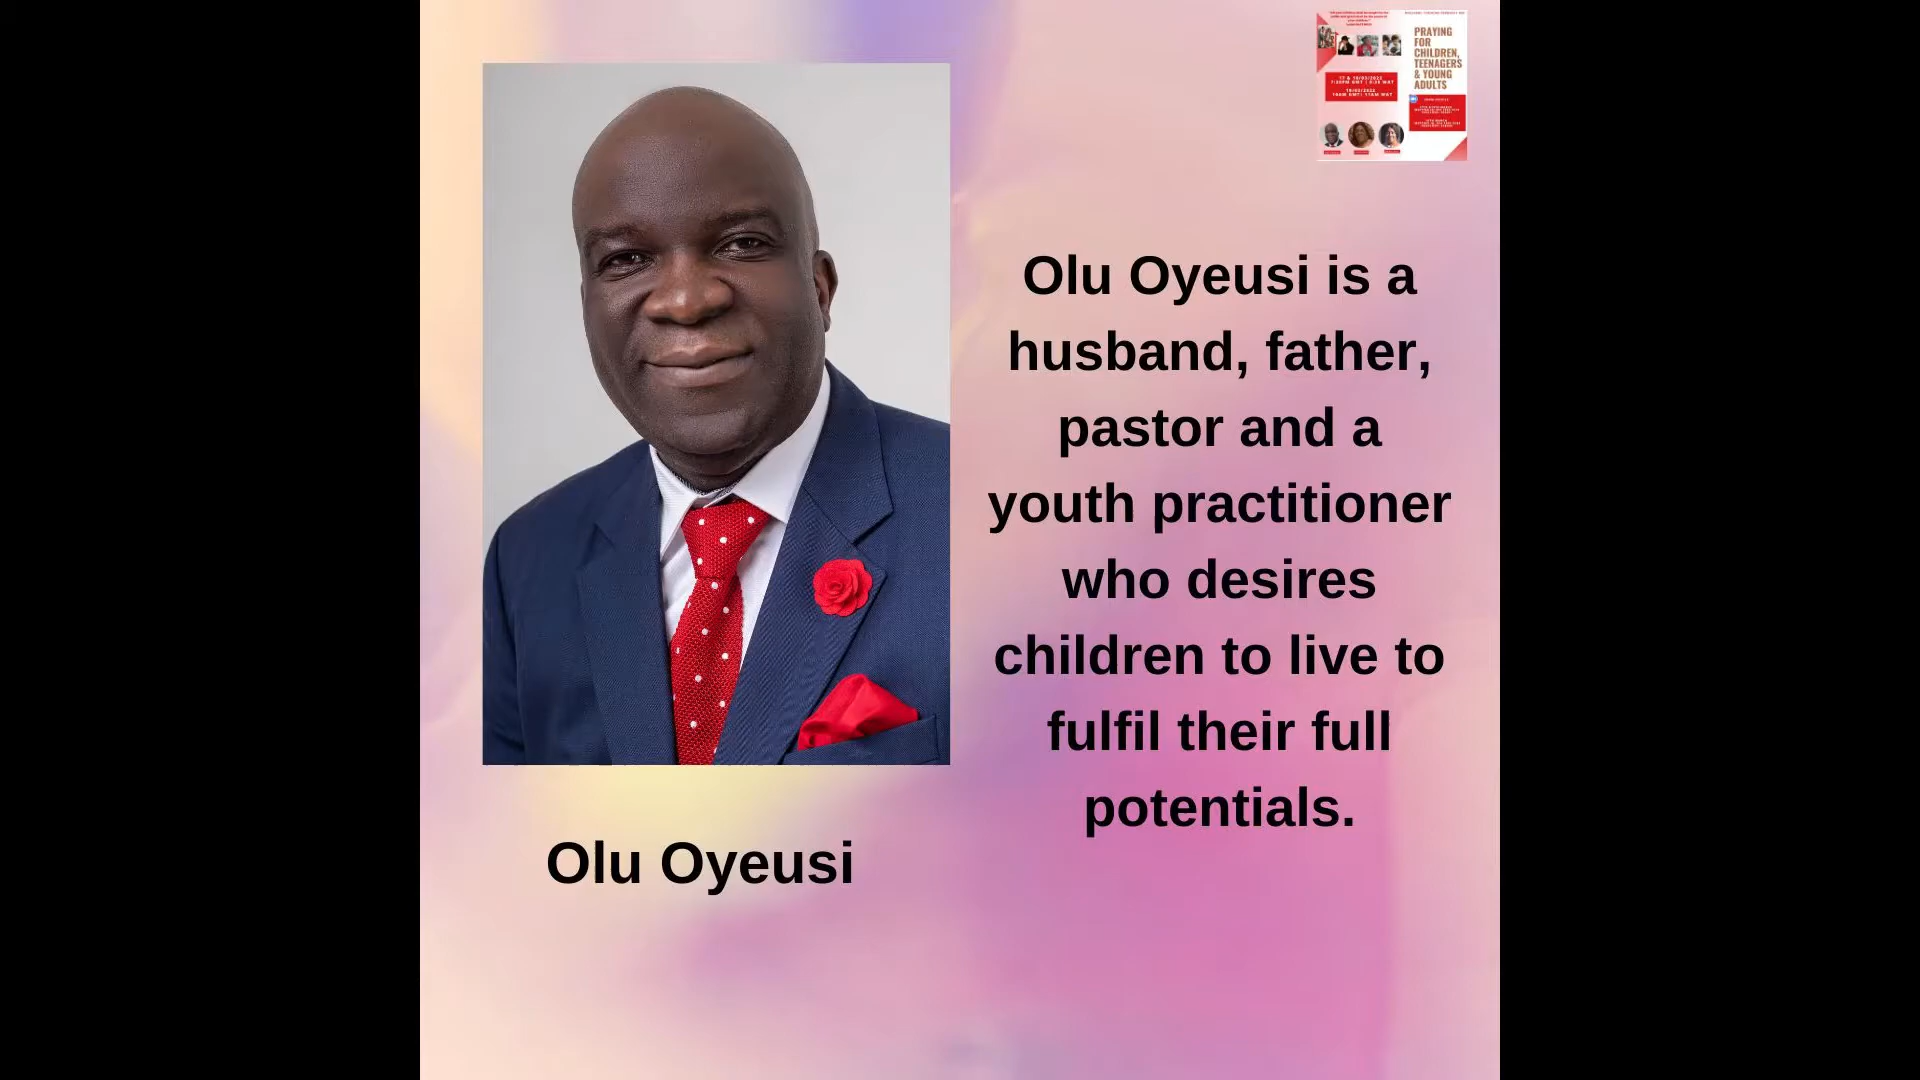 PRAYING
FOR
CHILDREN,
TEENAGERS
& YOUNG
ADULTS
Olu Oyeusi is a
husband, father,
pastor and a
youth practitioner
who desires
children to live to
fulfil their full
potentials.
Olu Oyeusi